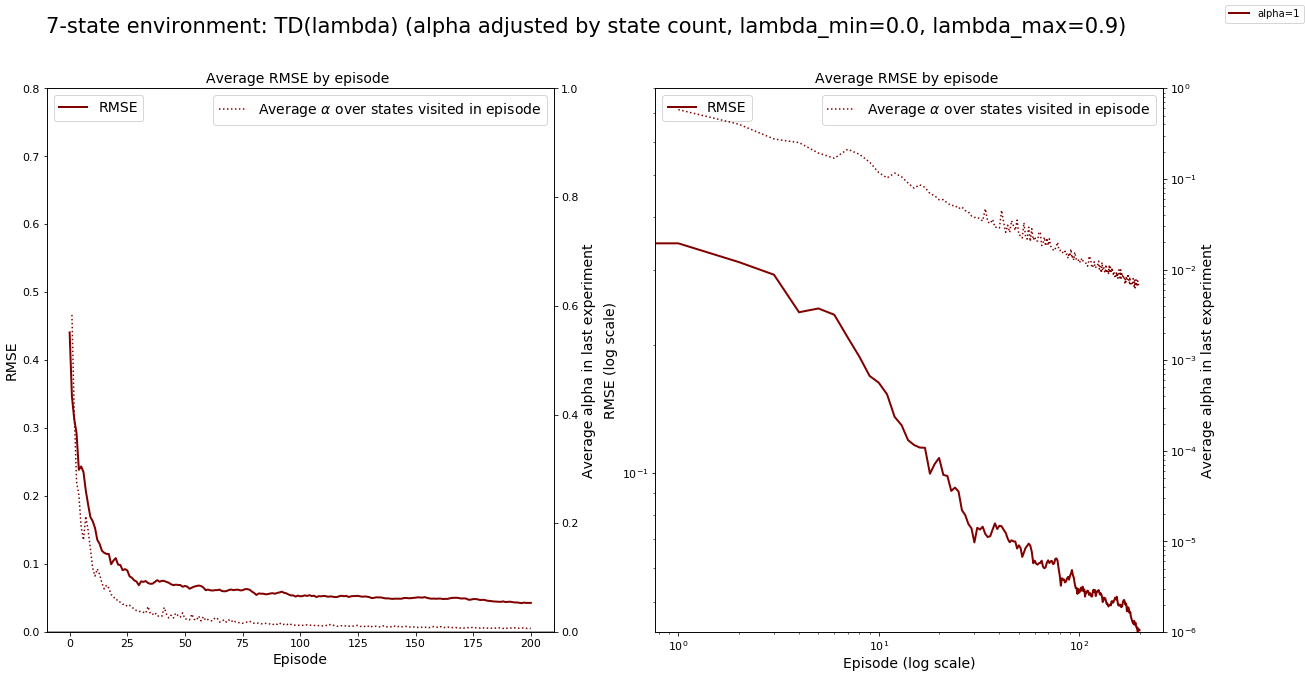 7-state environment: TD(lambda) (alpha adjusted by state count, lambda_min=0.0, lambda_max=0.9)
alpha=1
Average RMSE by episode
RMSE
Average α over states visited in episode
0.8
0.7
0.6
0.5
0.4
0.3
0.2
0.1
0.0
RMSE
1.0
0.8
0.6
0.4
0.2
0.0
Average alpha in last experiment
0 25 50 75 100 125 150 175 200
Episode
Average RMSE by episode
RMSE
Average α over states visited in episode
RMSE (log scale)
10⁻¹
10⁰
10⁻¹
10⁻²
10⁻³
10⁻⁴
10⁻⁵
10⁻⁶
Average alpha in last experiment
10⁰ 10¹ 10²
Episode (log scale)